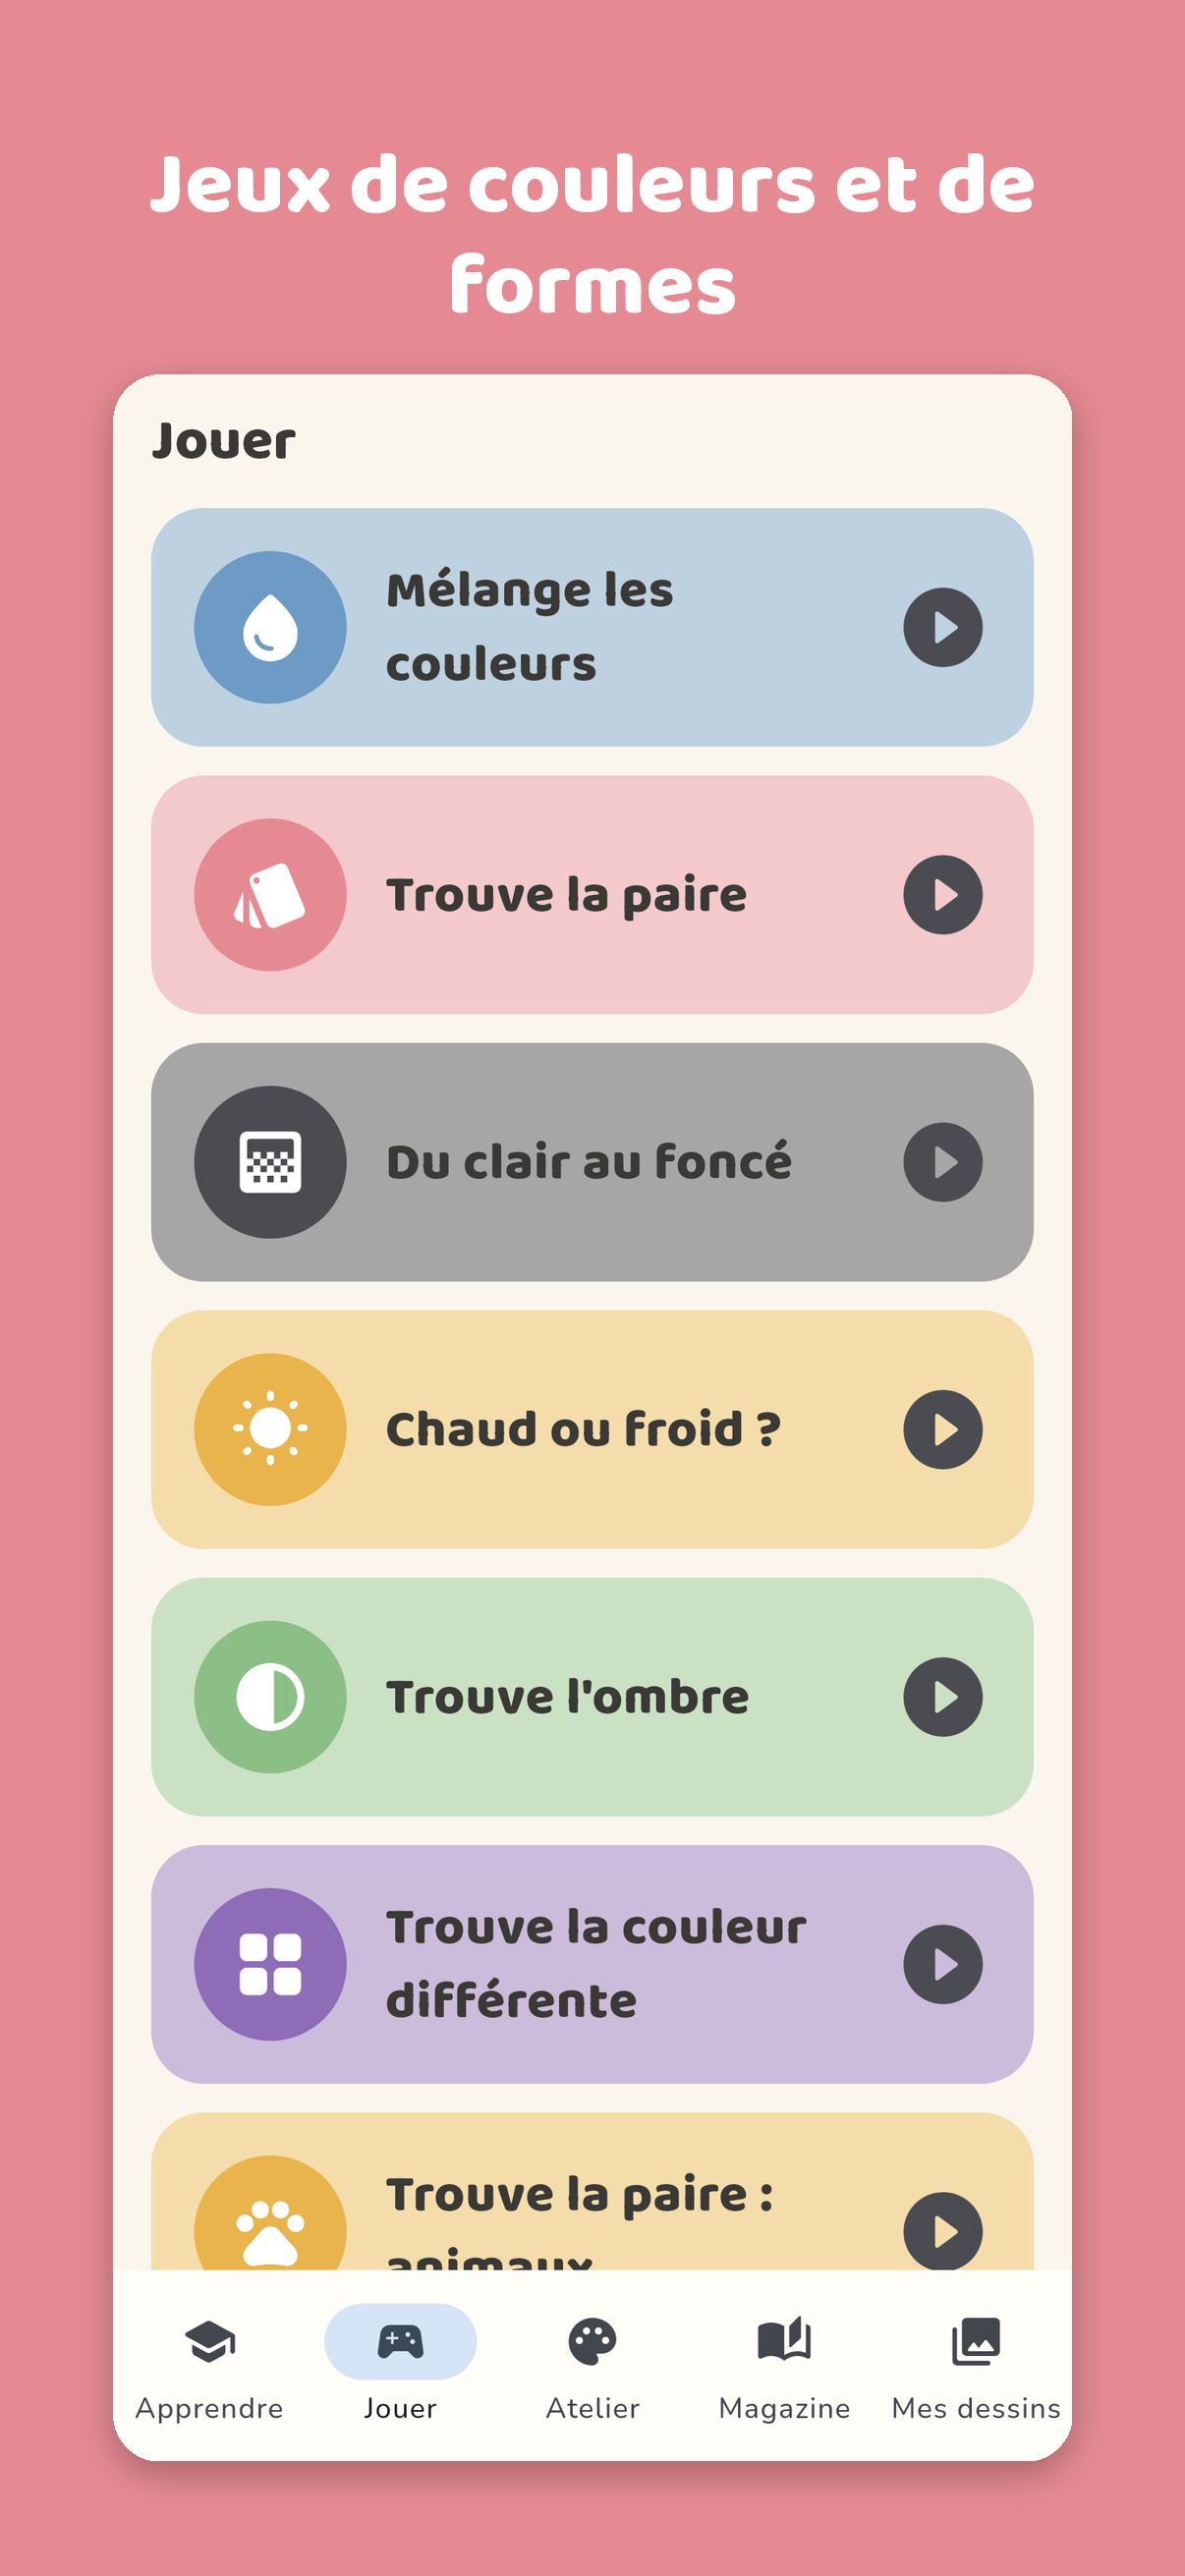 Jeux de couleurs et de
formes
Jouer
Mélange les
couleurs
Trouve la paire
Du clair au foncé
Chaud ou froid ?
Trouve l'ombre
Trouve la couleur
différente
Trouve la paire :
animaux
Apprendre
Jouer
Atelier
Magazine
Mes dessins